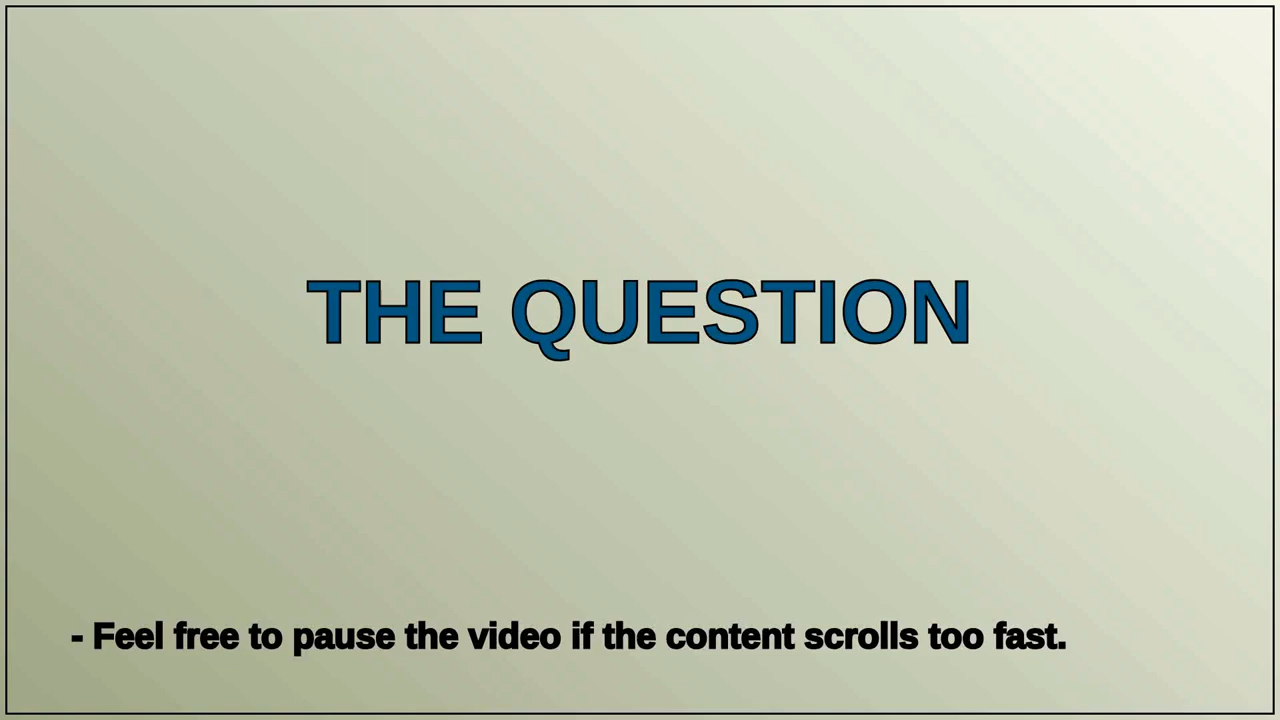 THE QUESTION
- Feel free to pause the video if the content scrolls too fast.